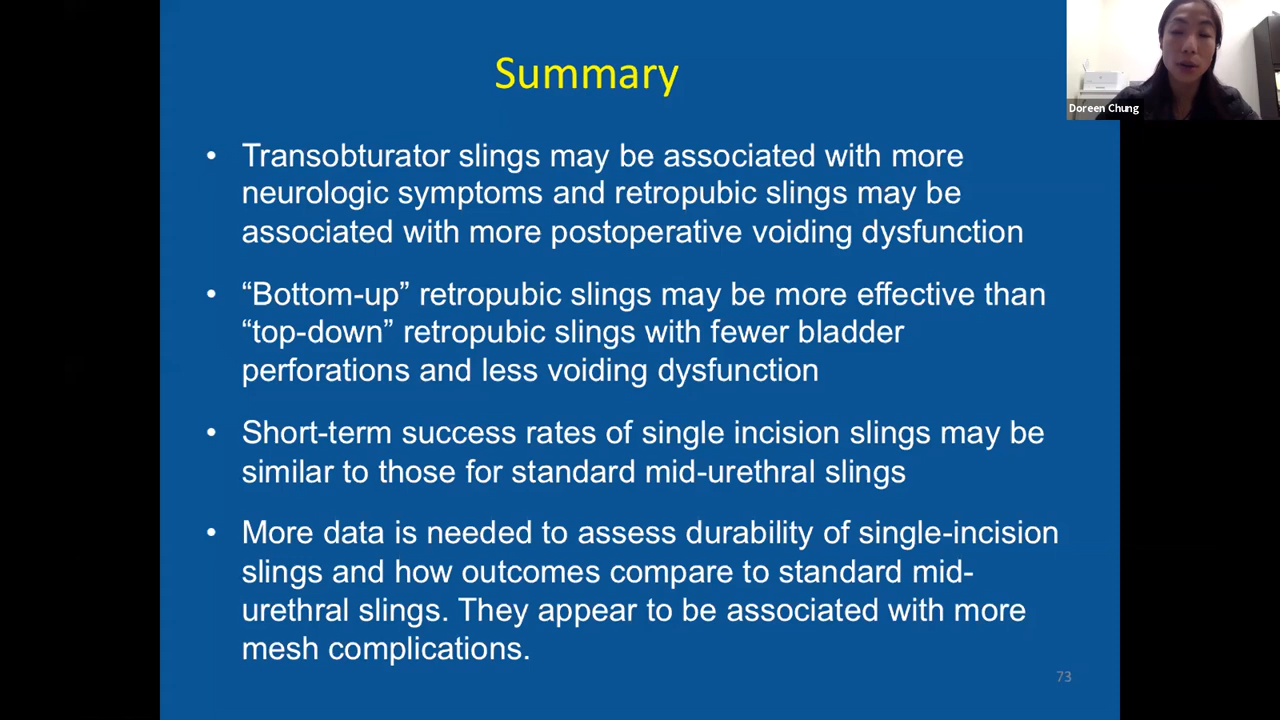 Summary
Doreen Chung
• Transobturator slings may be associated with more
neurologic symptoms and retropubic slings may be
associated with more postoperative voiding dysfunction
• “Bottom-up” retropubic slings may be more effective than
“top-down” retropubic slings with fewer bladder
perforations and less voiding dysfunction
• Short-term success rates of single incision slings may be
similar to those for standard mid-urethral slings
• More data is needed to assess durability of single-incision
slings and how outcomes compare to standard mid-
urethral slings. They appear to be associated with more
mesh complications.
73